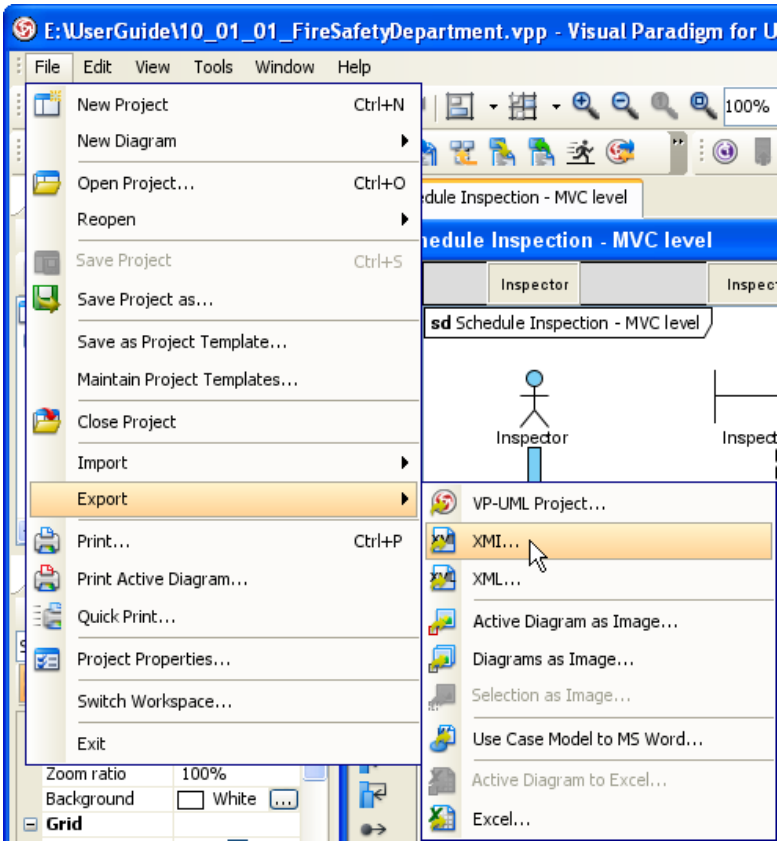 E:\UserGuide\10_01_01_FireSafetyDepartment.vpp - Visual Paradigm for U
File Edit View Tools Window Help
New Project Ctrl+N
New Diagram
Open Project... Ctrl+O
Reopen
Save Project Ctrl+S
Save Project as...
Save as Project Template...
Maintain Project Templates...
Close Project
Import
Export
Print... Ctrl+P
Print Active Diagram...
Quick Print...
Project Properties...
Switch Workspace...
Exit
100%
edule Inspection - MVC level
hedule Inspection - MVC level
Inspector Inspec
sd Schedule Inspection - MVC level
Inspector Inspect
VP-UML Project...
XMI...
XML...
Active Diagram as Image...
Diagrams as Image...
Selection as Image...
Use Case Model to MS Word...
Active Diagram to Excel...
Excel...
Zoom ratio 100%
Background White ...
Grid